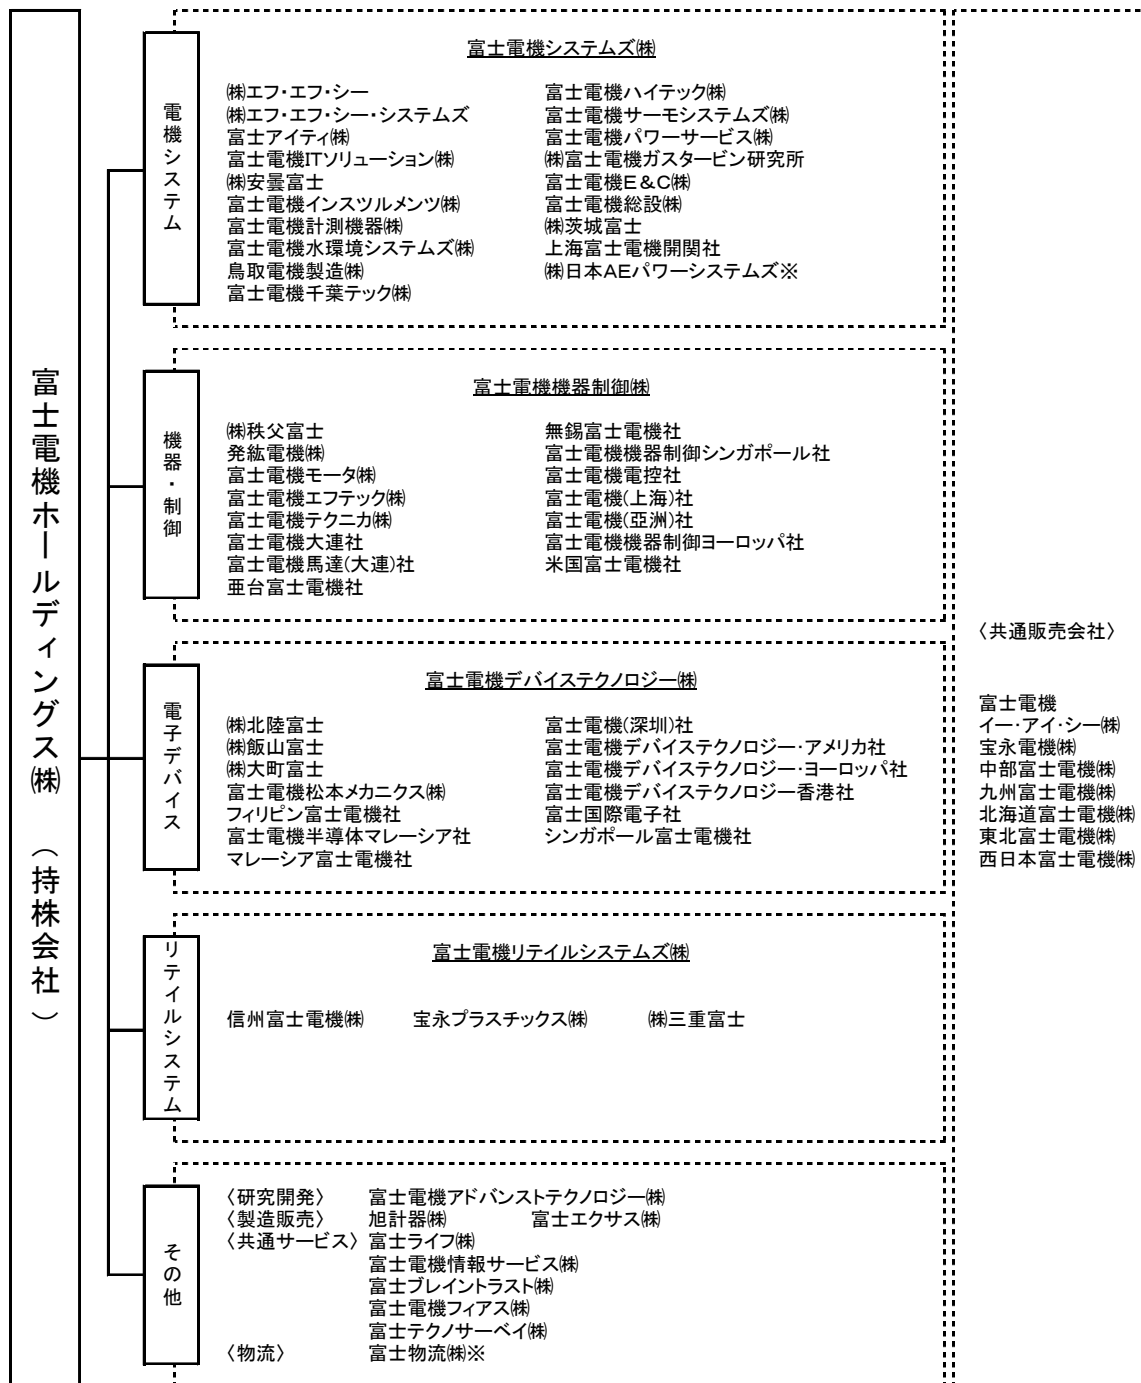 富士電機ホールディングス㈱ （持株会社）
電機システム
富士電機システムズ㈱
㈱エフ・エフ・シー
㈱エフ・エフ・シー・システムズ
富士アイティ㈱
富士電機ITソリューション㈱
㈱安曇富士
富士電機インスツルメンツ㈱
富士電機計測機器㈱
富士電機水環境システムズ㈱
鳥取電機製造㈱
富士電機千葉テック㈱
富士電機ハイテック㈱
富士電機サーモシステムズ㈱
富士電機パワーサービス㈱
㈱富士電機ガスタービン研究所
富士電機E＆C㈱
富士電機総設㈱
㈱茨城富士
上海富士電機開関社
㈱日本AEパワーシステムズ※
機器・制御
富士電機機器制御㈱
㈱秩父富士
発紘電機㈱
富士電機モータ㈱
富士電機エフテック㈱
富士電機テクニカ㈱
富士電機大連社
富士電機馬達(大連)社
亜台富士電機社
無錫富士電機社
富士電機機器制御シンガポール社
富士電機電控社
富士電機(上海)社
富士電機(亞洲)社
富士電機機器制御ヨーロッパ社
米国富士電機社
電子デバイス
富士電機デバイステクノロジー㈱
㈱北陸富士
㈱飯山富士
㈱大町富士
富士電機松本メカニクス㈱
フィリピン富士電機社
富士電機半導体マレーシア社
マレーシア富士電機社
富士電機(深圳)社
富士電機デバイステクノロジー・アメリカ社
富士電機デバイステクノロジー・ヨーロッパ社
富士電機デバイステクノロジー香港社
富士国際電子社
シンガポール富士電機社
リテイルシステム
富士電機リテイルシステムズ㈱
信州富士電機㈱ 宝永プラスチックス㈱ ㈱三重富士
その他
〈研究開発〉 富士電機アドバンストテクノロジー㈱
〈製造販売〉 旭計器㈱ 富士エクサス㈱
〈共通サービス〉 富士ライフ㈱
富士電機情報サービス㈱
富士ブレイントラスト㈱
富士電機フィアス㈱
富士テクノサーベイ㈱
〈物流〉 富士物流㈱※
〈共通販売会社〉
富士電機
イー・アイ・シー㈱
宝永電機㈱
中部富士電機㈱
九州富士電機㈱
北海道富士電機㈱
東北富士電機㈱
西日本富士電機㈱